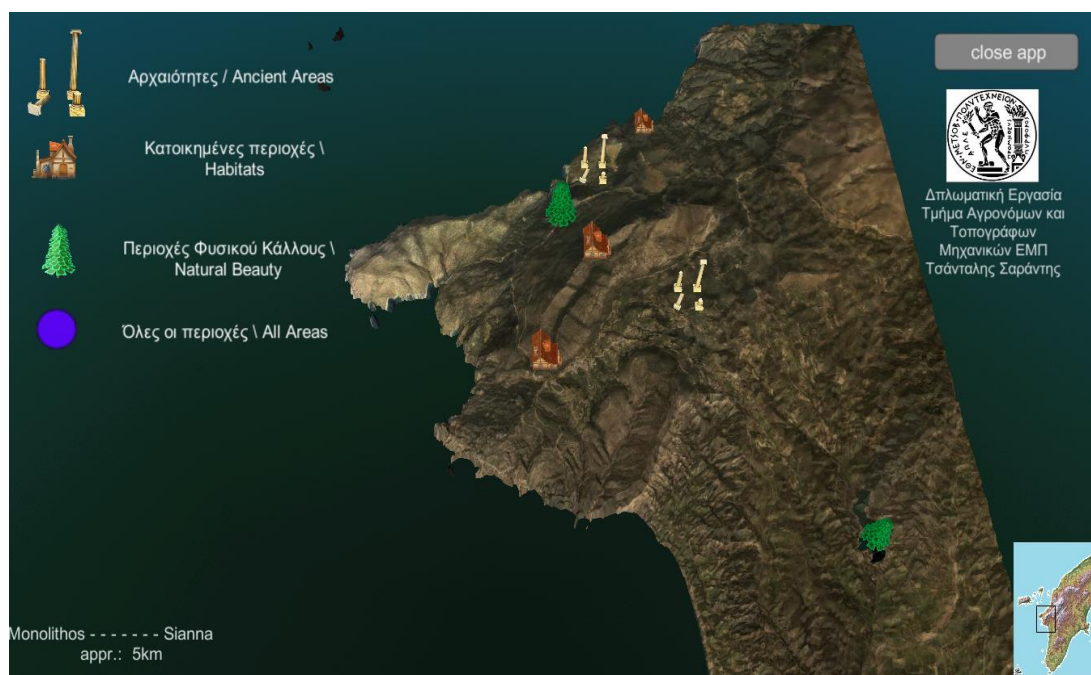 Αρχαιότητες / Ancient Areas
Κατοικημένες περιοχές \
Habitats
Περιοχές Φυσικού Κάλλους \
Natural Beauty
Όλες οι περιοχές \ All Areas
close app
Δπλωματική Εργασία
Τμήμα Αγρονόμων και
Τοπογράφων
Μηχανικών ΕΜΠ
Τσάνταλης Σαράντης
Monolithos - - - - - - - Sianna
appr.: 5km